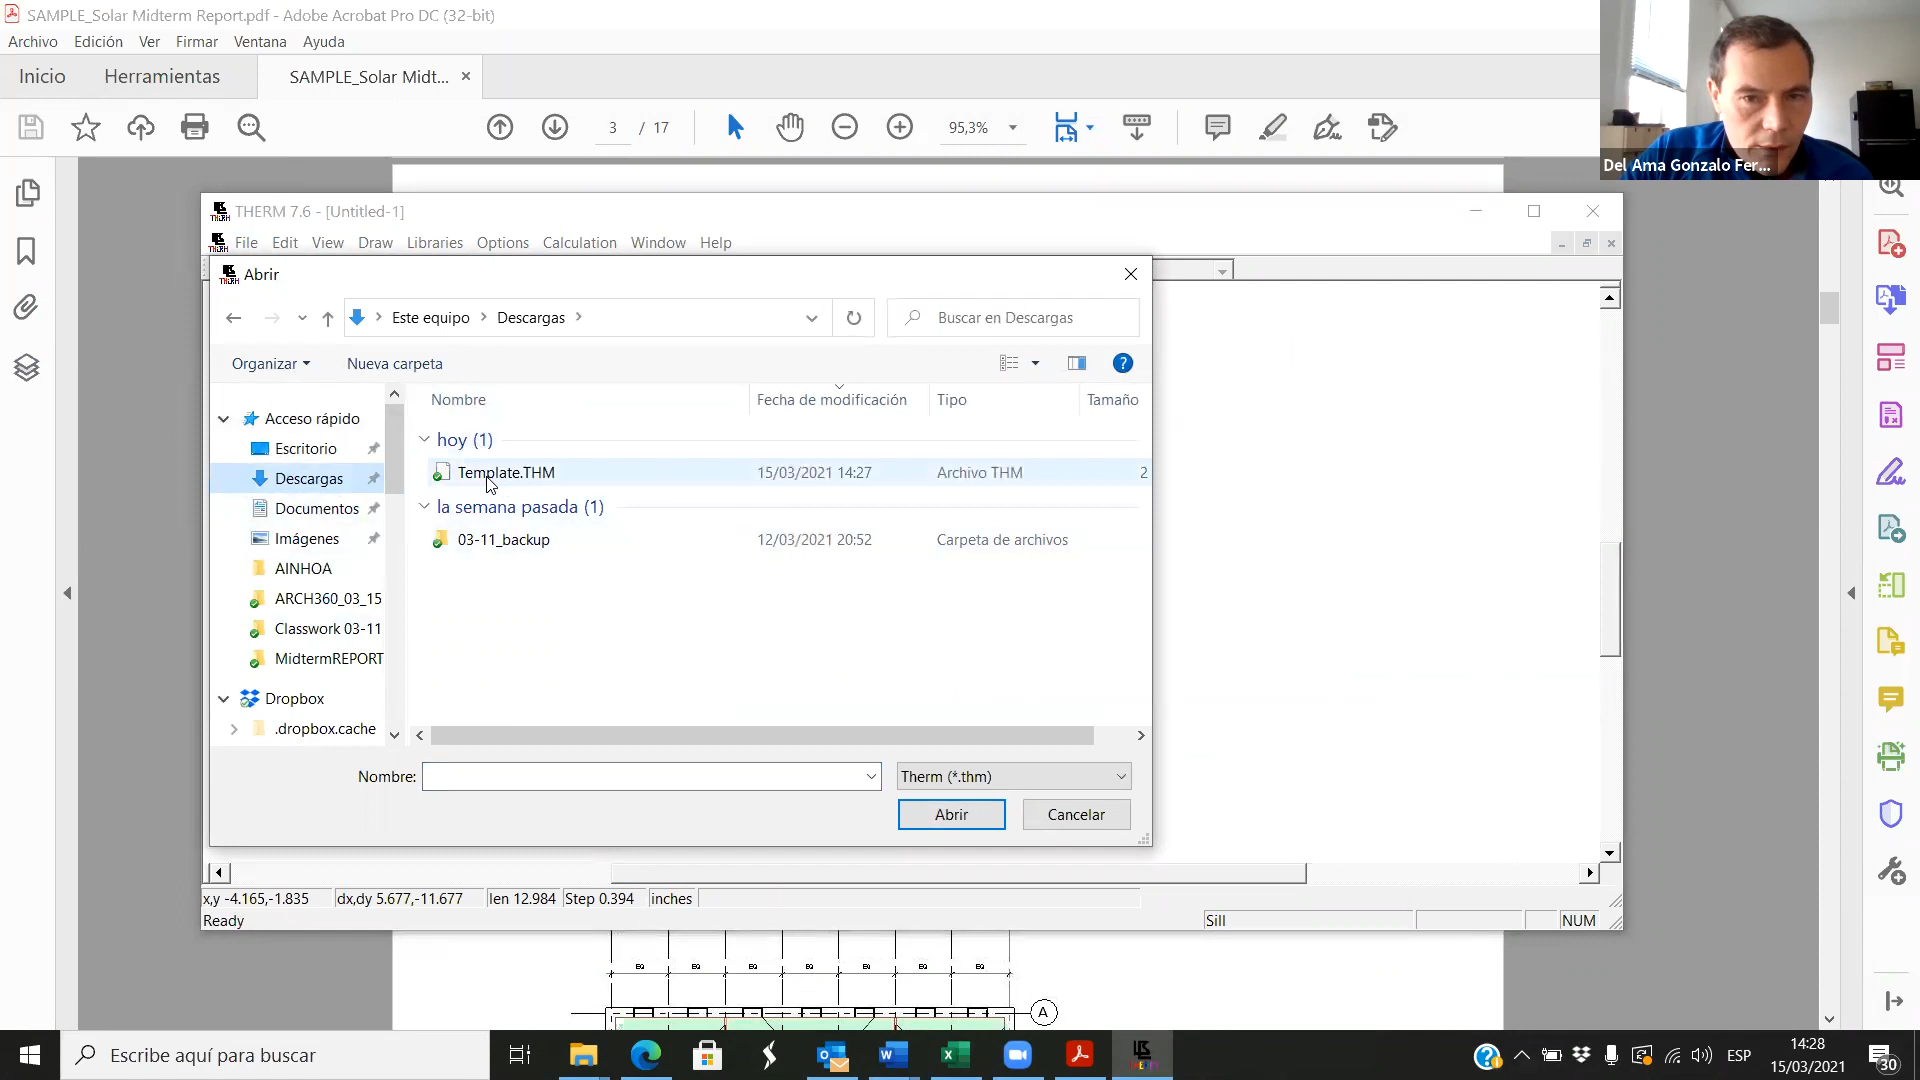 SAMPLE_Solar Midterm Report.pdf - Adobe Acrobat Pro DC (32-bit)
Archivo Edición Ver Firmar Ventana Ayuda
Inicio Herramientas SAMPLE_Solar Midt... ×
3 / 17 95,3%
Del Ama Gonzalo Fer...
THERM 7.6 - [Untitled-1]
File Edit View Draw Libraries Options Calculation Window Help
Abrir
Este equipo Descargas Buscar en Descargas
Organizar Nueva carpeta
Nombre Fecha de modificación Tipo Tamaño
Acceso rápido
Escritorio
Descargas
Documentos
Imágenes
AINHOA
ARCH360_03_15
Classwork 03-11
MidtermREPORT
Dropbox
.dropbox.cache
hoy (1)
Template.THM 15/03/2021 14:27 Archivo THM 2
la semana pasada (1)
03-11_backup 12/03/2021 20:52 Carpeta de archivos
Nombre: Therm (*.thm)
Abrir Cancelar
x,y -4.165,-1.835 dx,dy 5.677,-11.677 len 12.984 Step 0.394 inches
Ready Sill NUM
EQ EQ EQ EQ EQ EQ EQ
A
Escribe aquí para buscar
ESP
14:28
15/03/2021
30